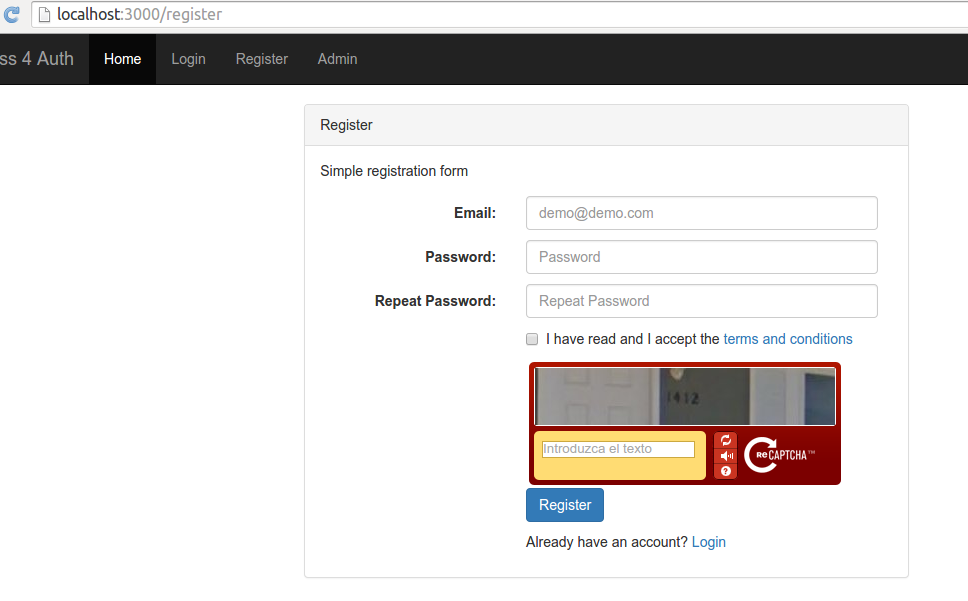 localhost:3000/register
ss 4 Auth Home Login Register Admin
Register
Simple registration form
Email: demo@demo.com
Password: Password
Repeat Password: Repeat Password
I have read and I accept the terms and conditions
1412
Introduzca el texto
reCAPTCHA™
Register
Already have an account? Login